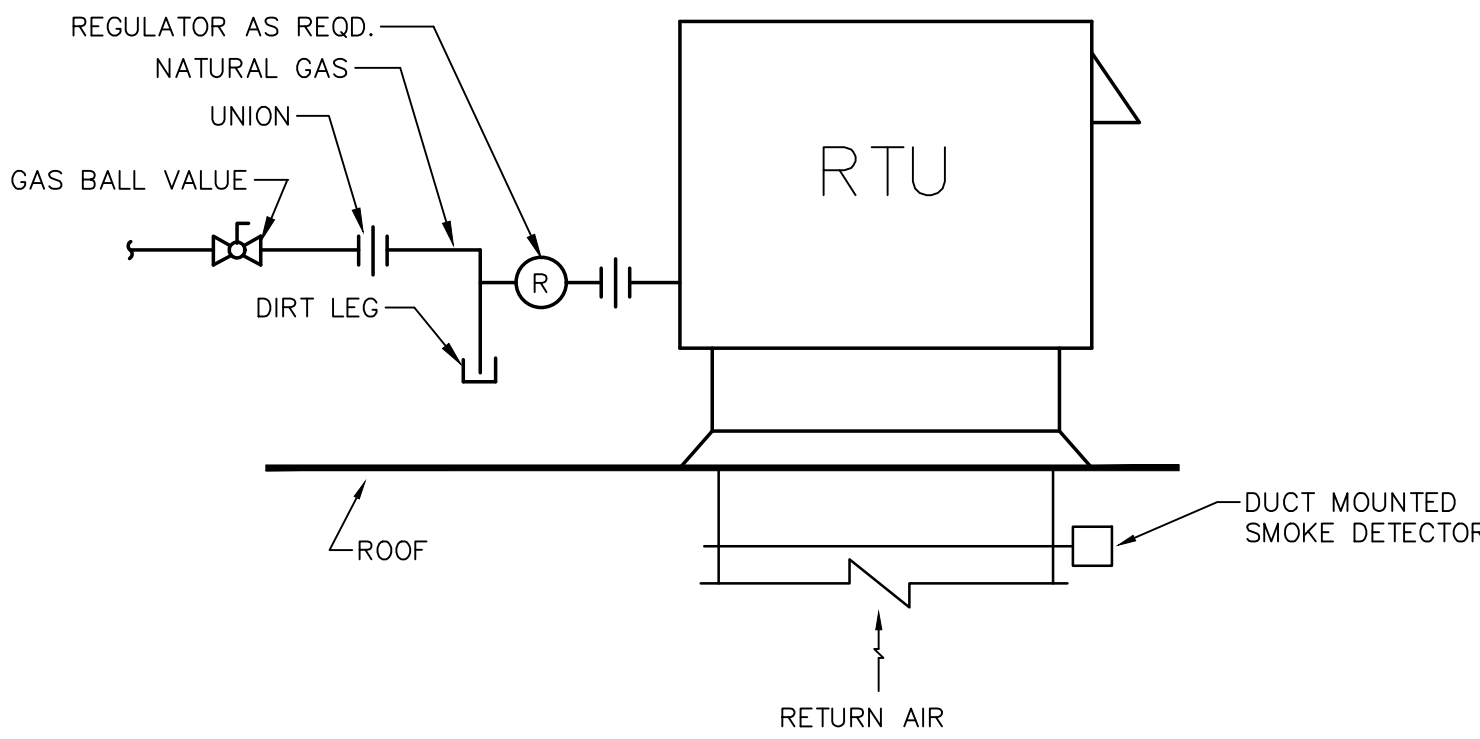 REGULATOR AS REQD.
NATURAL GAS
UNION
GAS BALL VALUE
RTU
R
DIRT LEG
DUCT MOUNTED
SMOKE DETECTOR
ROOF
RETURN AIR